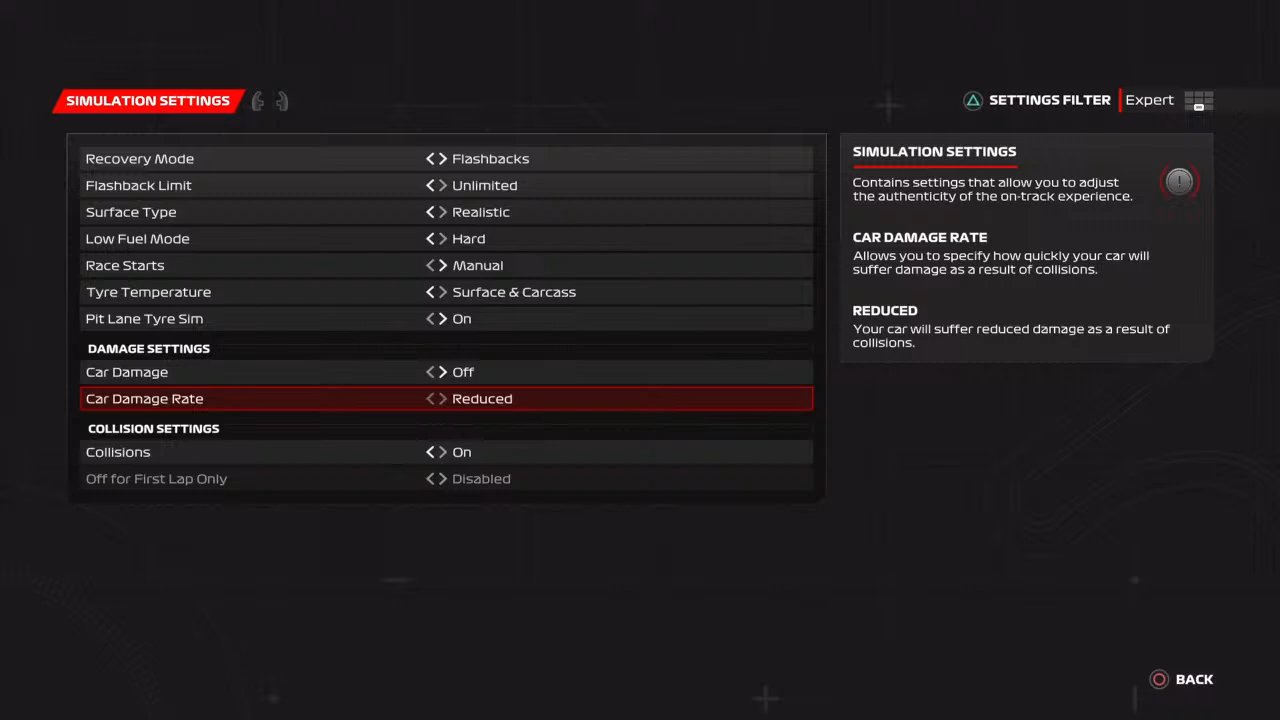 SIMULATION SETTINGS
SETTINGS FILTER Expert
Recovery Mode Flashbacks
Flashback Limit Unlimited
Surface Type Realistic
Low Fuel Mode Hard
Race Starts Manual
Tyre Temperature Surface & Carcass
Pit Lane Tyre Sim On
DAMAGE SETTINGS
Car Damage Off
Car Damage Rate Reduced
COLLISION SETTINGS
Collisions On
Off for First Lap Only Disabled
SIMULATION SETTINGS
Contains settings that allow you to adjust
the authenticity of the on-track experience.
CAR DAMAGE RATE
Allows you to specify how quickly your car will
suffer damage as a result of collisions.
REDUCED
Your car will suffer reduced damage as a result of
collisions.
BACK